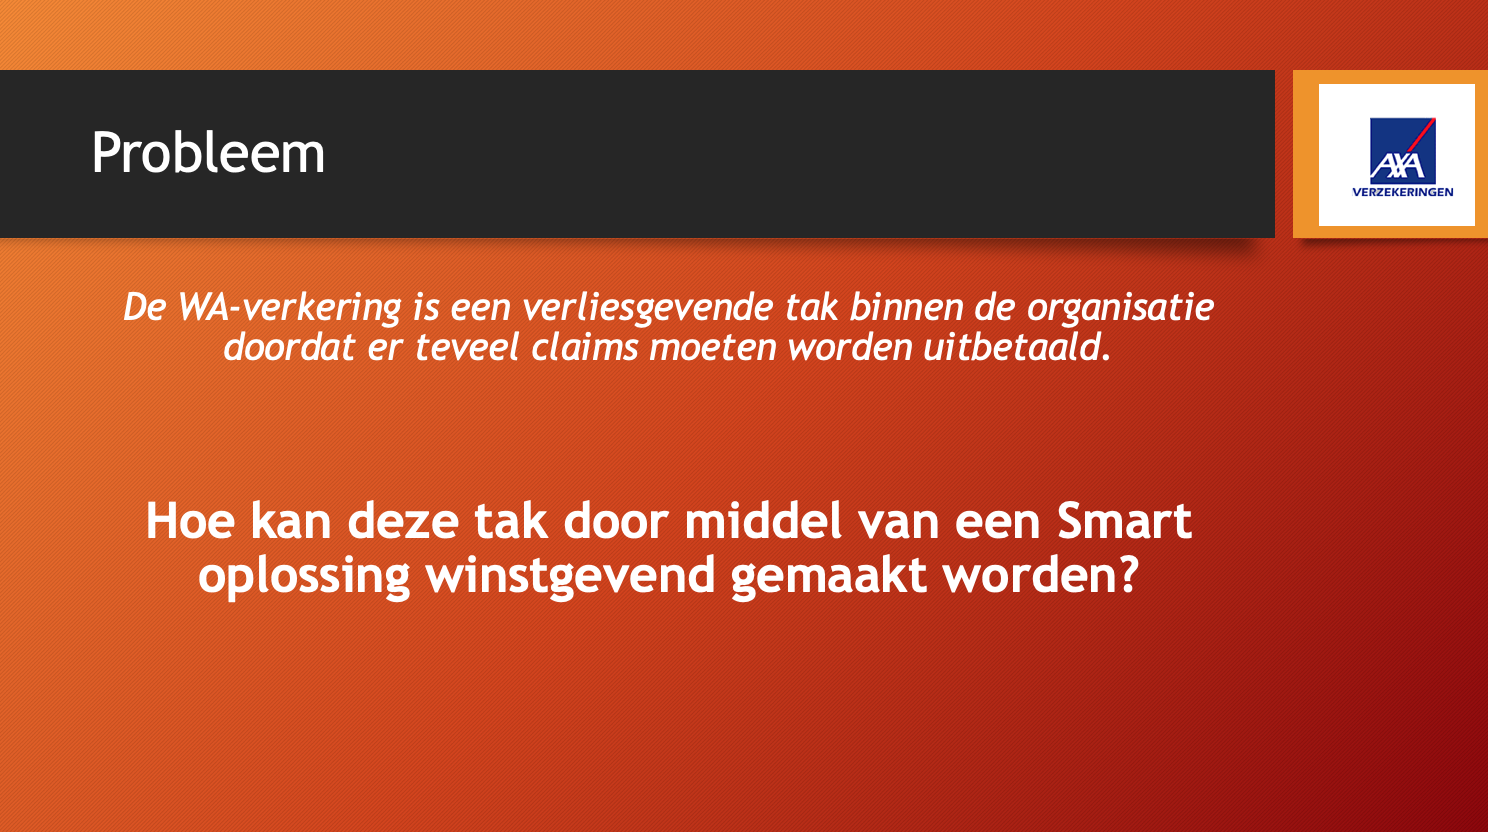 Probleem
AXA
VERZEKERINGEN
De WA-verkering is een verliesgevende tak binnen de organisatie
doordat er teveel claims moeten worden uitbetaald.
Hoe kan deze tak door middel van een Smart
oplossing winstgevend gemaakt worden?